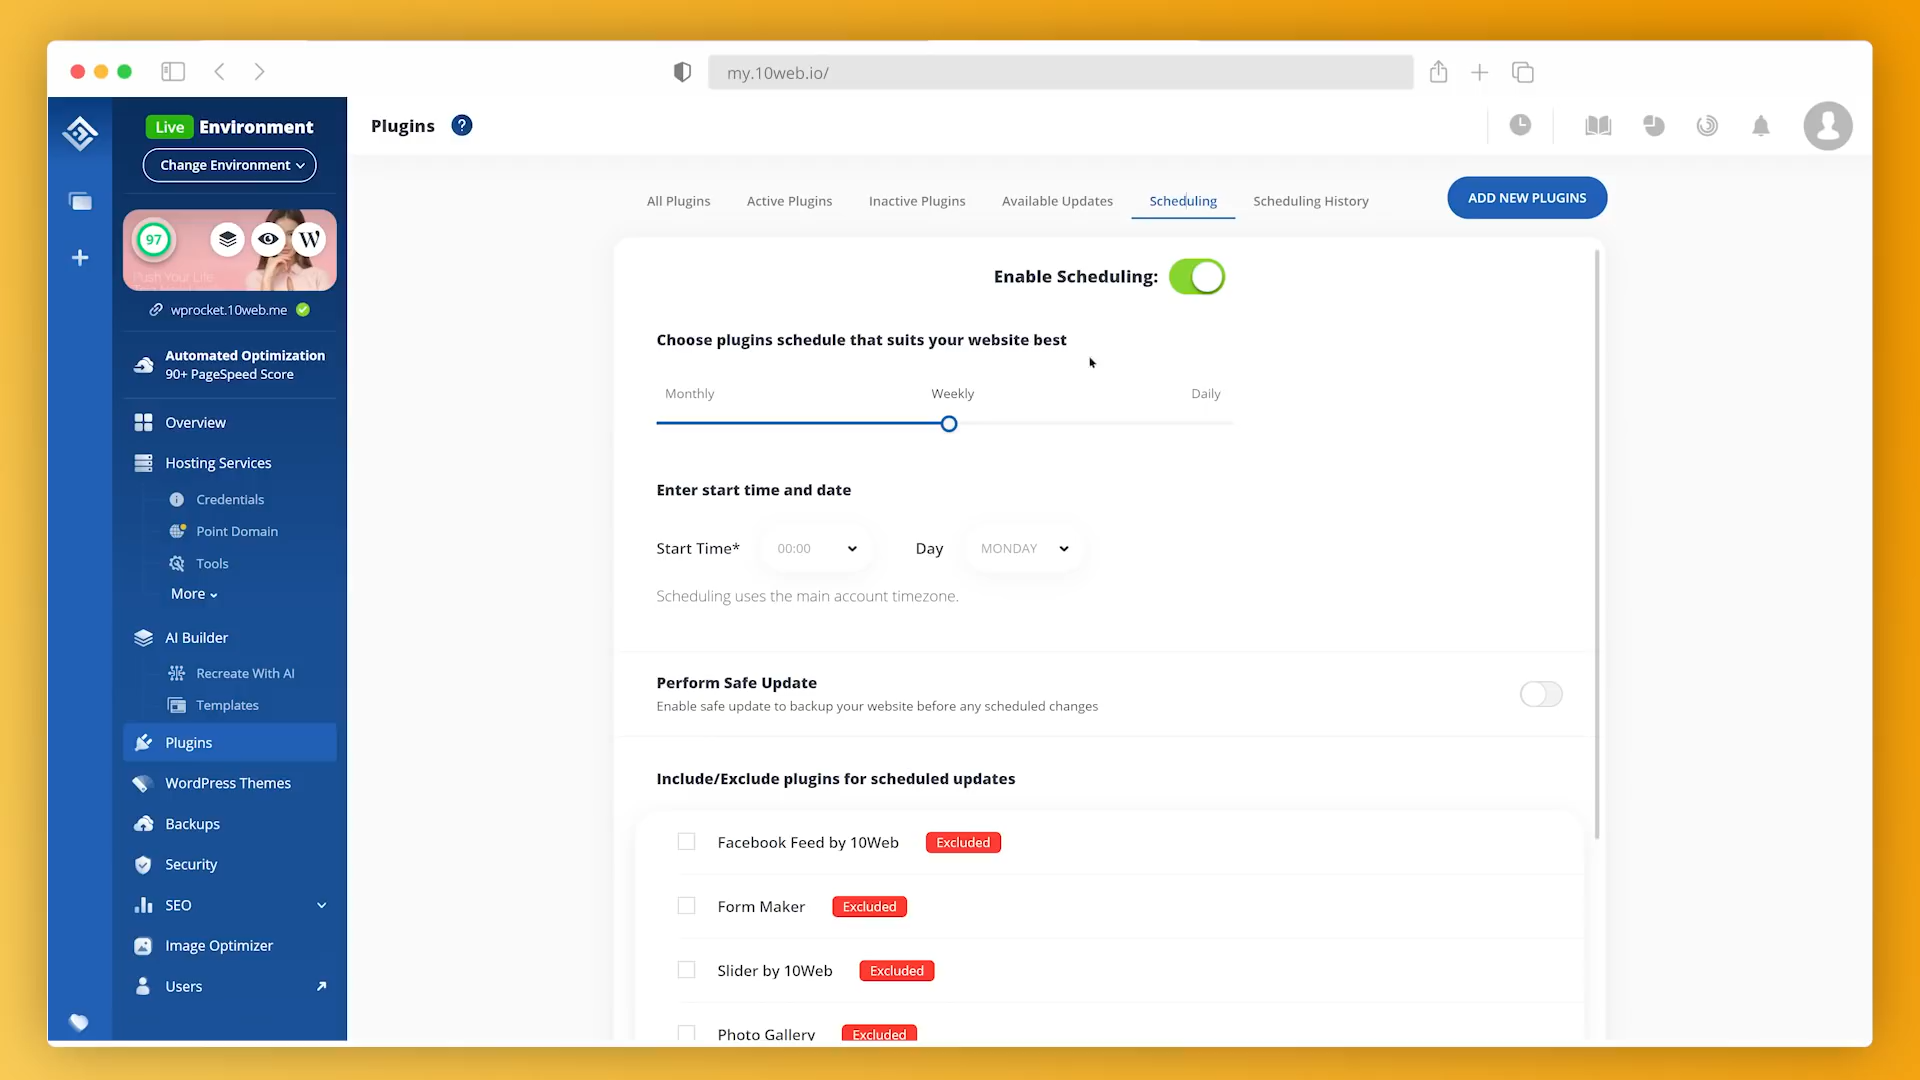 my.10web.io/
Live Environment
Change Environment
97
W
Push Your Life
wprocket.10web.me
Automated Optimization
90+ PageSpeed Score
Overview
Hosting Services
Credentials
Point Domain
Tools
More
AI Builder
Recreate With AI
Templates
Plugins
WordPress Themes
Backups
Security
SEO
Image Optimizer
Users
Plugins ?
All Plugins
Active Plugins
Inactive Plugins
Available Updates
Scheduling
Scheduling History
ADD NEW PLUGINS
Enable Scheduling:
Choose plugins schedule that suits your website best
Monthly
Weekly
Daily
Enter start time and date
Start Time* 00:00 Day MONDAY
Scheduling uses the main account timezone.
Perform Safe Update
Enable safe update to backup your website before any scheduled changes
Include/Exclude plugins for scheduled updates
Facebook Feed by 10Web Excluded
Form Maker Excluded
Slider by 10Web Excluded
Photo Gallery Excluded